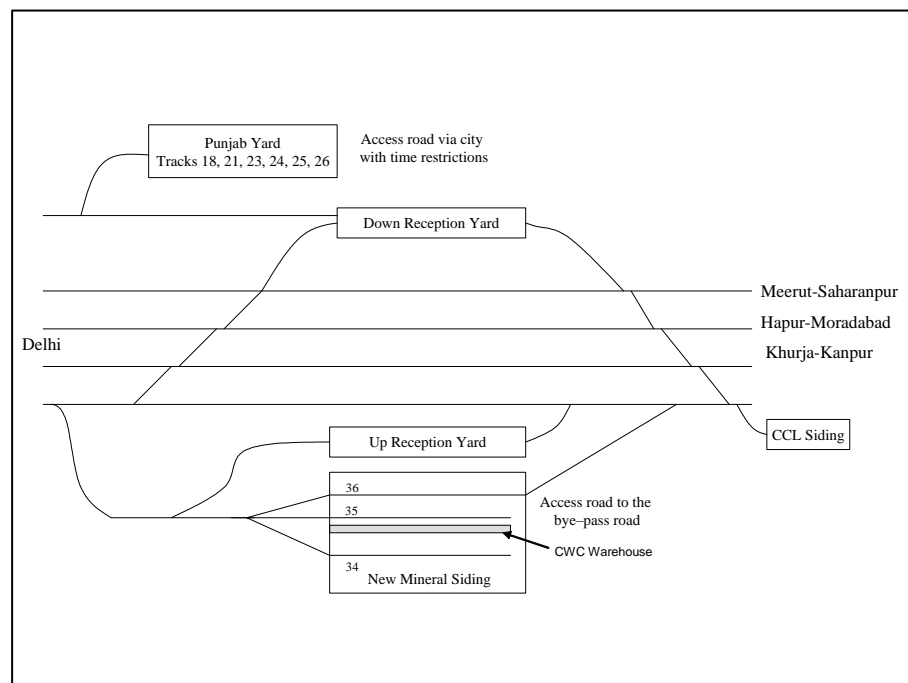 Punjab Yard
Tracks 18, 21, 23, 24, 25, 26
Access road via city
with time restrictions
Down Reception Yard
Meerut-Saharanpur
Hapur-Moradabad
Delhi
Khurja-Kanpur
Up Reception Yard
CCL Siding
36
35
34
New Mineral Siding
Access road to the
bye–pass road
CWC Warehouse